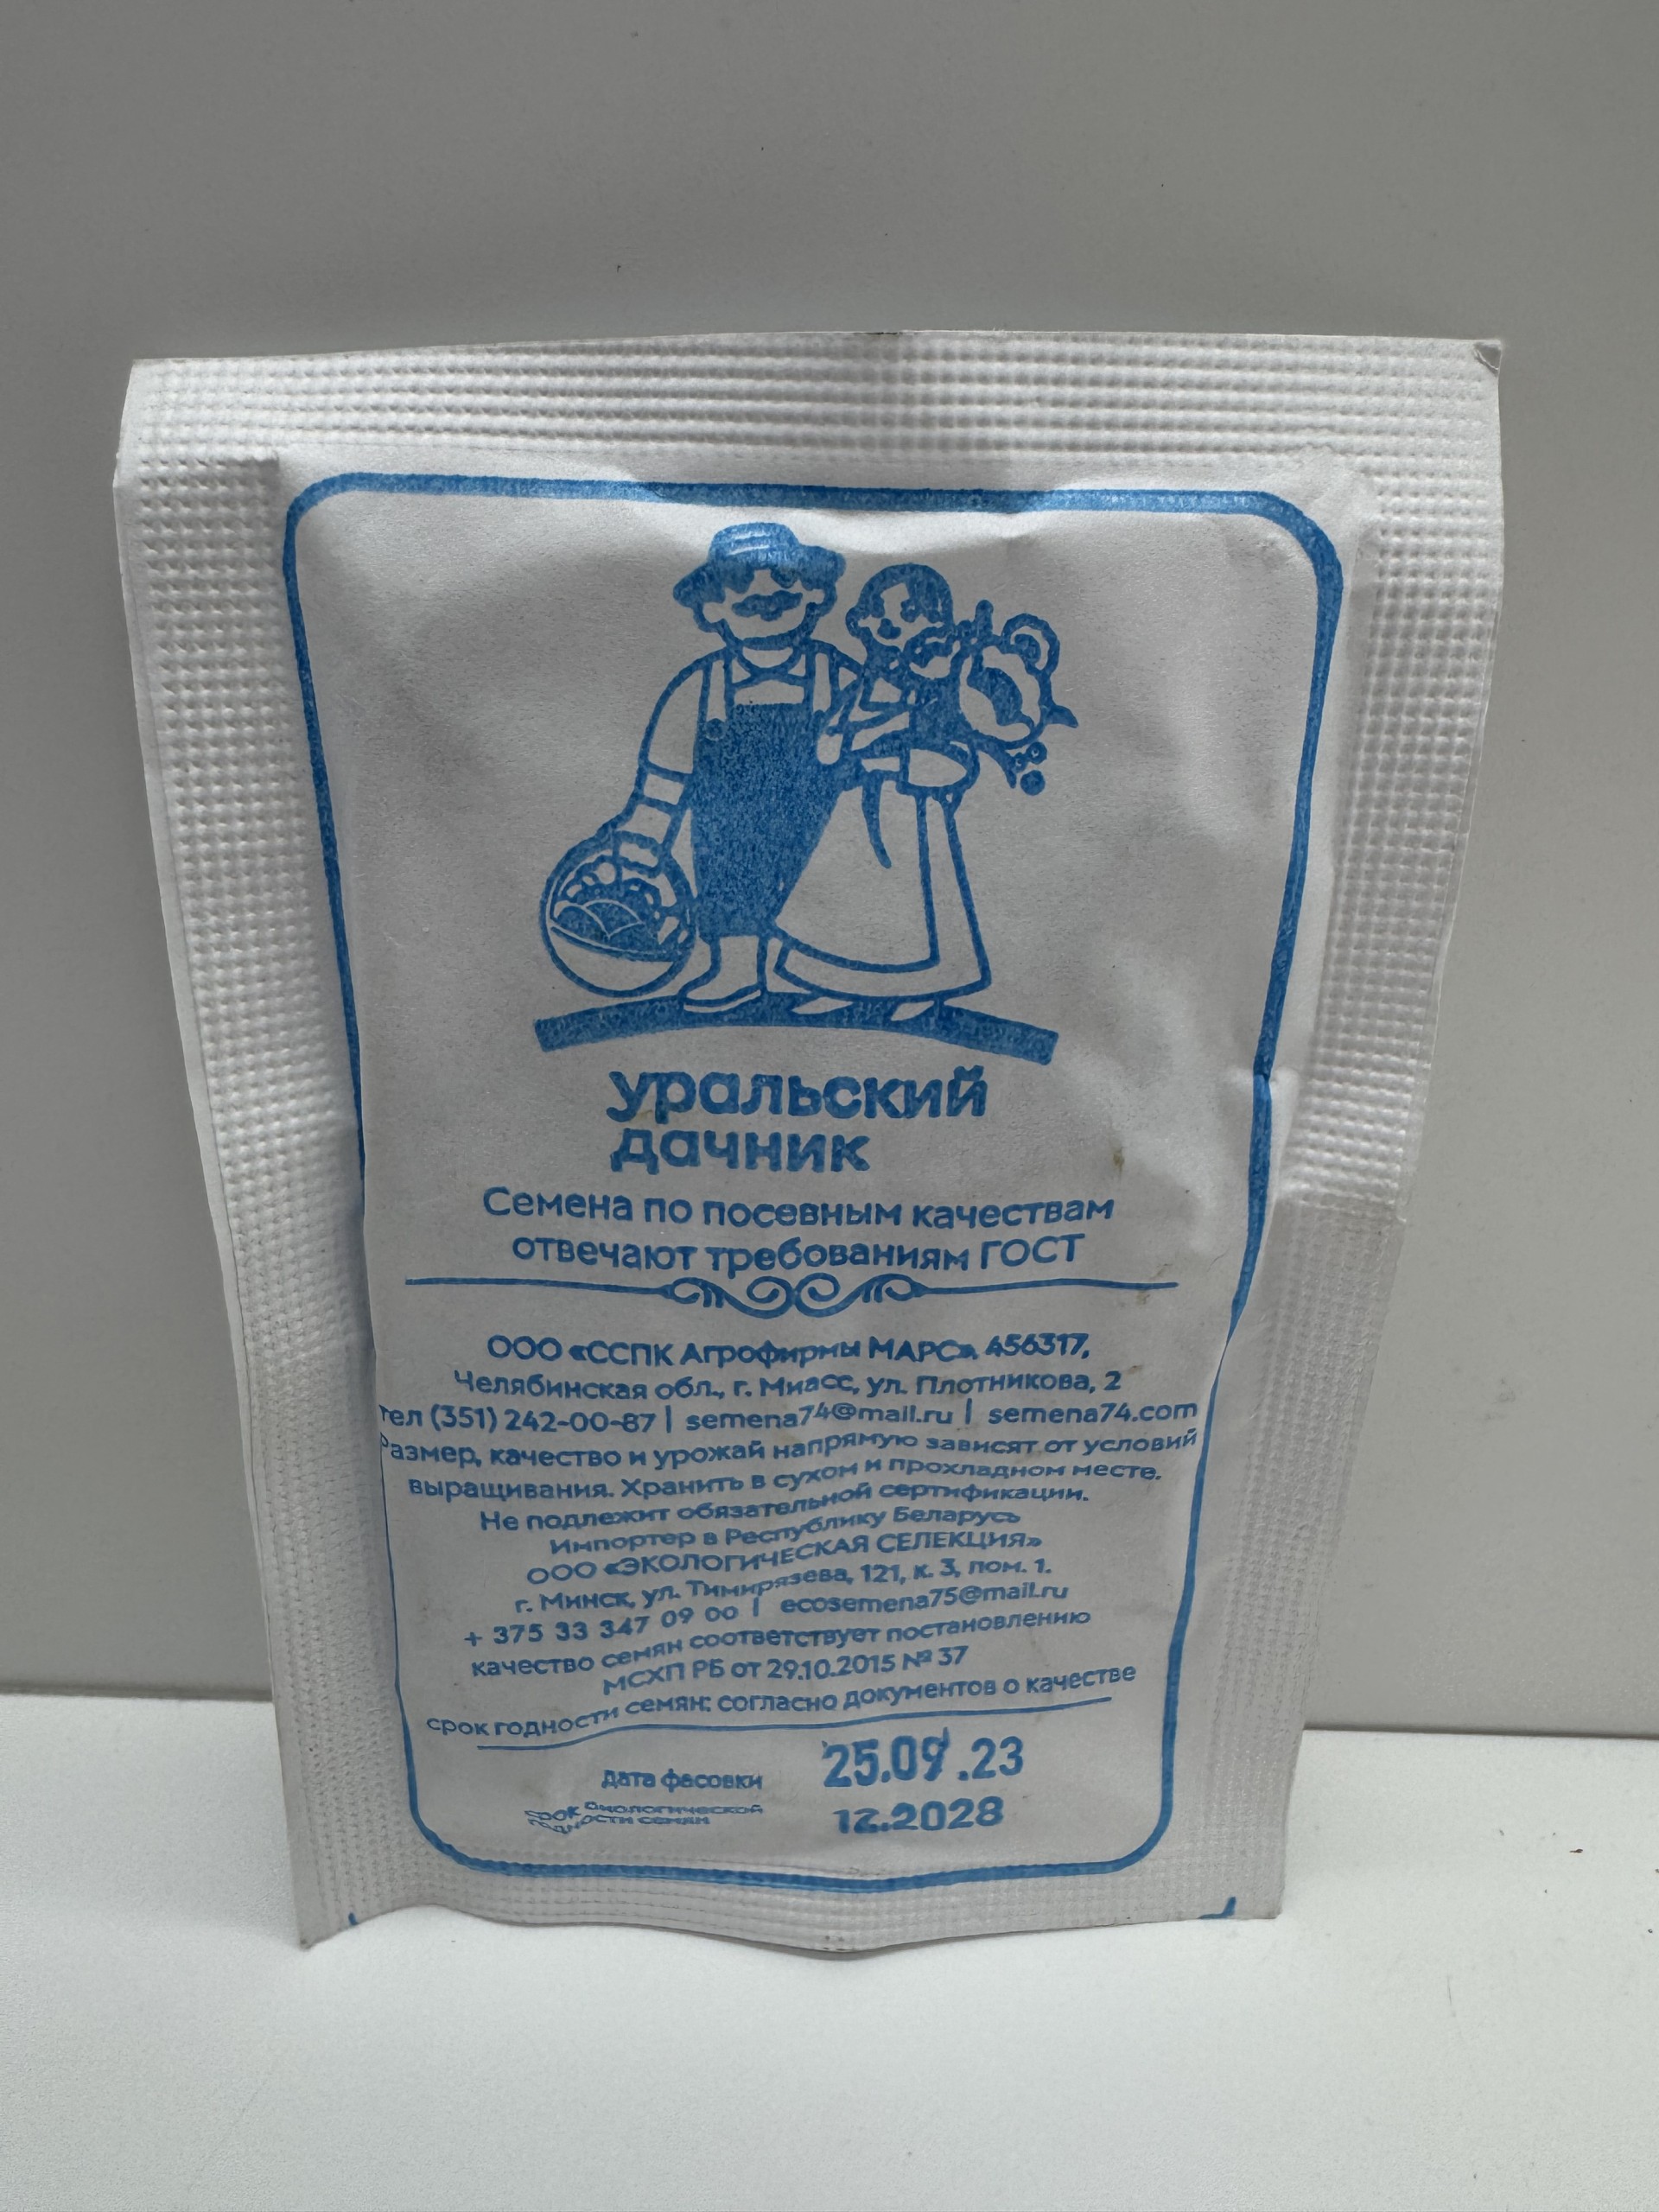 уральский
дачник
Семена по посевным качествам
отвечают требованиям ГОСТ
ООО «ССПК Агрофирмы МАРС» 456317,
Челябинская обл., г. Миасс, ул. Плотникова, 2
тел (351) 242-00-87 | semena74@mail.ru | semena74.com
Размер, качество и урожай напрямую зависят от условий
выращивания. Хранить в сухом и прохладном месте.
Не подлежит обязательной сертификации.
Импортер в Республику Беларусь
ООО «ЭКОЛОГИЧЕСКАЯ СЕЛЕКЦИЯ»
г. Минск, ул. Тимирязева, 121, к. 3, пом. 1.
+ 375 33 347 09 00 | ecosemena75@mail.ru
качество семян соответствует постановлению
МСХП РБ от 29.10.2015 № 37
срок годности семян: согласно документов о качестве
дата фасовки 25.09.23
срок биологической
годности семян 12.2028